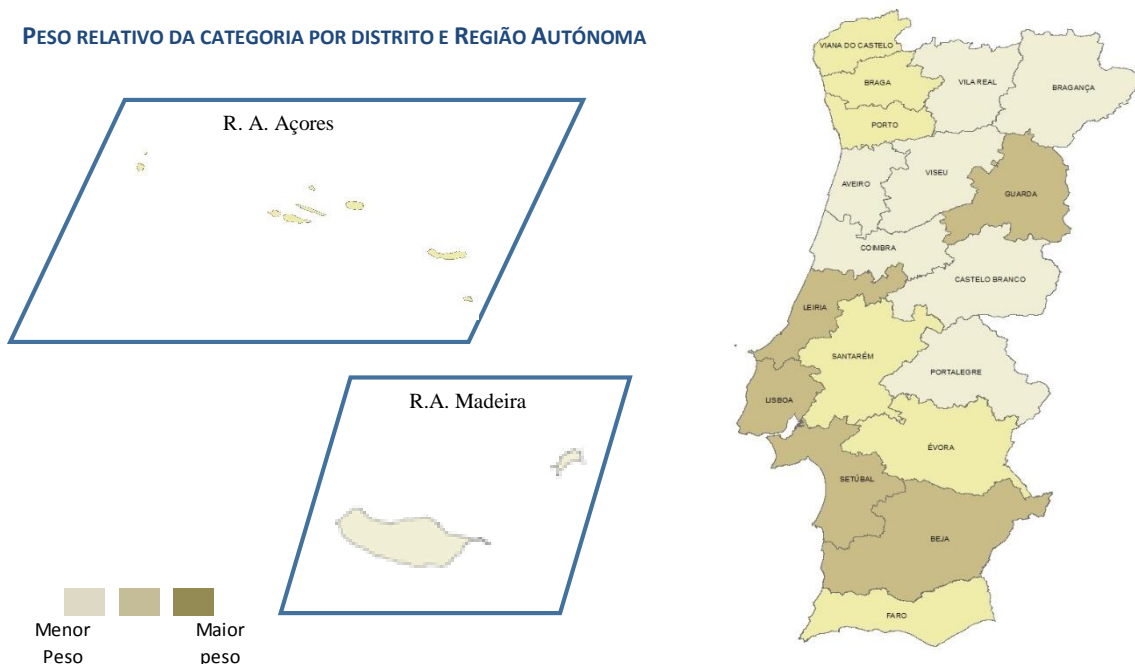 PESO RELATIVO DA CATEGORIA POR DISTRITO E REGIÃO AUTÓNOMA
R. A. Açores
R.A. Madeira
Menor
Peso
Maior
peso
VIANA DO CASTELO
BRAGA
VILA REAL
BRAGANÇA
PORTO
AVEIRO
VISEU
GUARDA
COIMBRA
CASTELO BRANCO
LEIRIA
SANTARÉM
PORTALEGRE
LISBOA
ÉVORA
SETÚBAL
BEJA
FARO